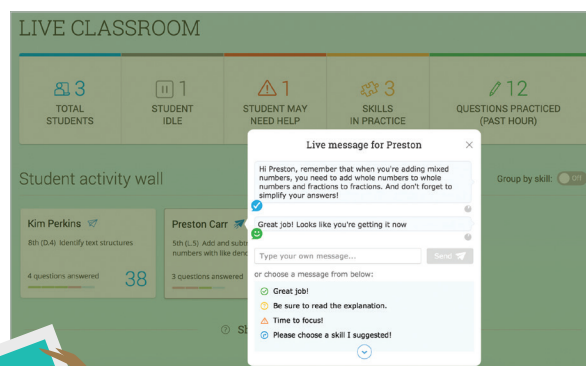 LIVE CLASSROOM
3
TOTAL
STUDENTS
1
STUDENT
IDLE
1
STUDENT MAY
NEED HELP
3
SKILLS
IN PRACTICE
12
QUESTIONS PRACTICED
(PAST HOUR)
Student activity wall
Group by skill:
Off
Kim Perkins
8th (D.4) Identify text structures
4 questions answered
38
Preston Carr
5th (L.5) Add and
numbers with like
3 questions answered
Live message for Preston
Hi Preston, remember that when you're adding mixed
numbers, you need to add whole numbers to whole
numbers and fractions to fractions. And don't forget to
simplify your answers!
Great job! Looks like you're getting it now
Type your own message...
Send
or choose a message from below:
Great job!
Be sure to read the explanation.
Time to focus!
Please choose a skill I suggested!